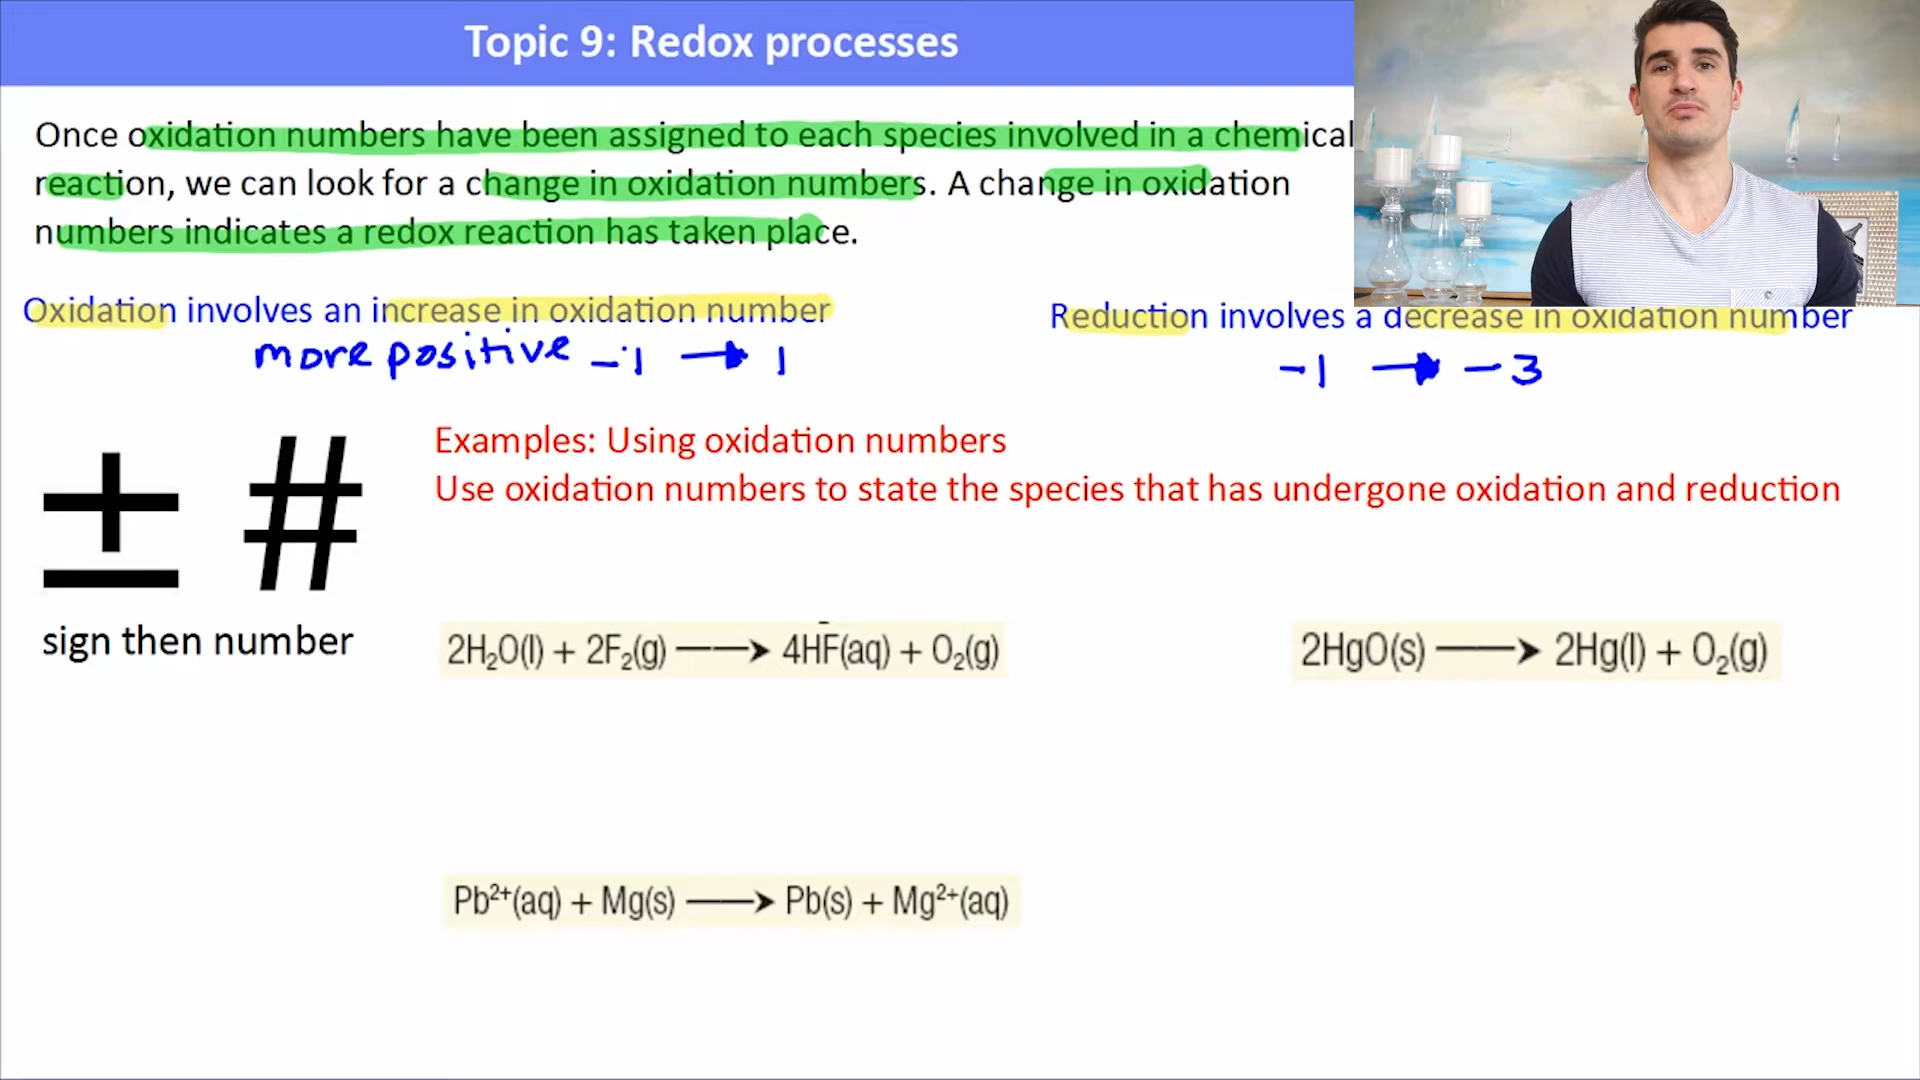 Topic 9: Redox processes
Once oxidation numbers have been assigned to each species involved in a chemical
reaction, we can look for a change in oxidation numbers. A change in oxidation
numbers indicates a redox reaction has taken place.
Oxidation involves an increase in oxidation number
more positive -1 → 1
Reduction involves a decrease in oxidation number
-1 → -3
± #
sign then number
Examples: Using oxidation numbers
Use oxidation numbers to state the species that has undergone oxidation and reduction
2H₂O(l) + 2F₂(g) ⟶ 4HF(aq) + O₂(g)
2HgO(s) ⟶ 2Hg(l) + O₂(g)
Pb²⁺(aq) + Mg(s) ⟶ Pb(s) + Mg²⁺(aq)